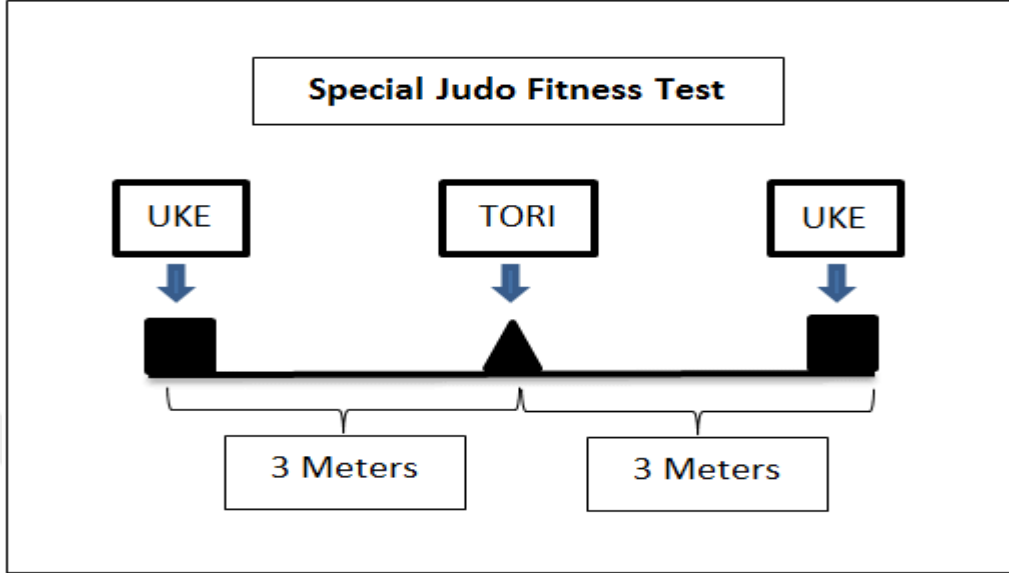 Special Judo Fitness Test
UKE
TORI
UKE
3 Meters
3 Meters